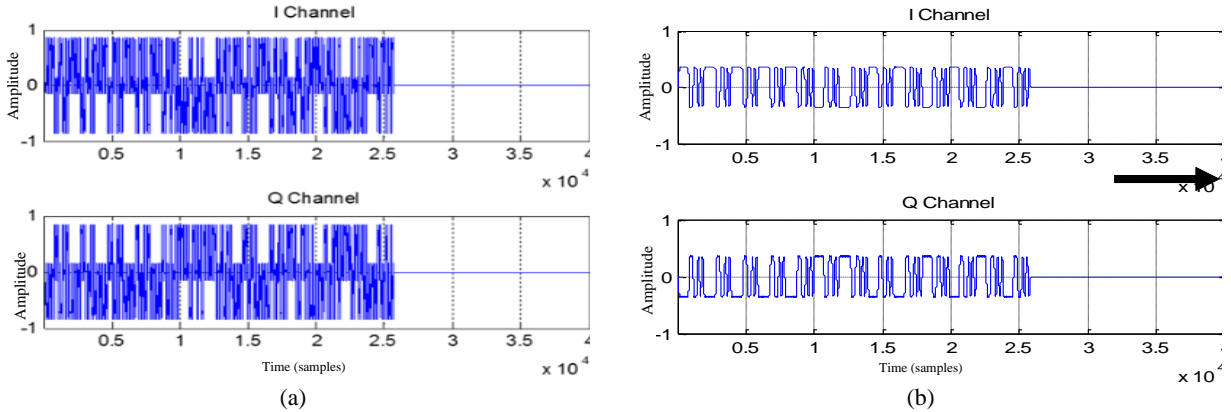 I Channel
Amplitude
1
0
-1
0.5 1 1.5 2 2.5 3 3.5 4
x 10^4
Q Channel
Amplitude
1
0
-1
0.5 1 1.5 2 2.5 3 3.5 4
Time (samples)
x 10^4
(a)
I Channel
Amplitude
1
0
-1
0.5 1 1.5 2 2.5 3 3.5
x 10
Q Channel
Amplitude
1
0
-1
0.5 1 1.5 2 2.5 3 3.5 4
Time (samples)
x 10^4
(b)